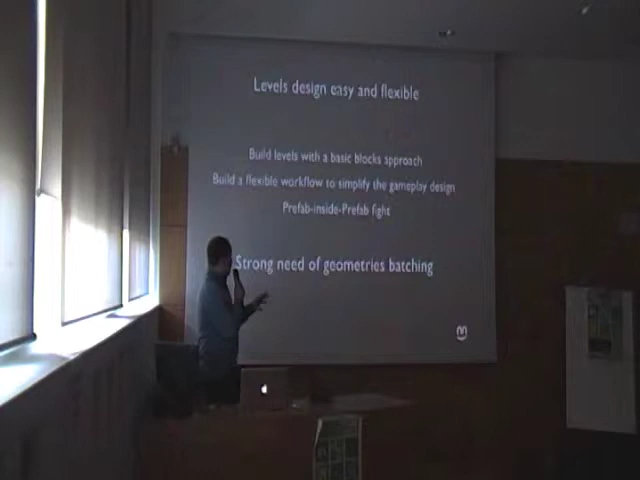 Levels design easy and flexible
Build levels with a basic blocks approach
Build a flexible workflow to simplify the gameplay design
Prefab-inside-Prefab fight
Strong need of geometries batching